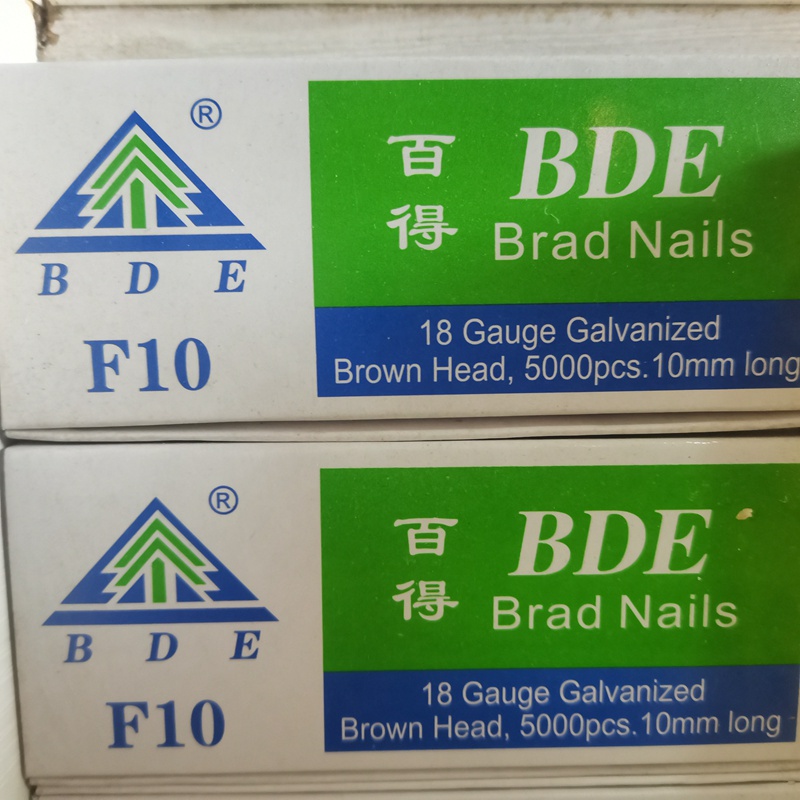 ®
B D E
F10
百得
BDE
Brad Nails
18 Gauge Galvanized
Brown Head, 5000pcs.10mm long
®
B D E
F10
百得
BDE
Brad Nails
18 Gauge Galvanized
Brown Head, 5000pcs.10mm long